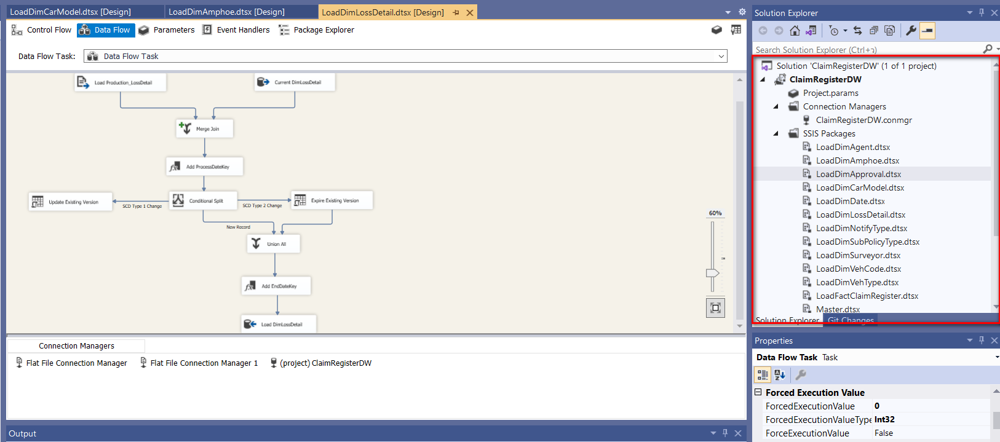 LoadDimCarModel.dtsx [Design]
LoadDimAmphoe.dtsx [Design]
LoadDimLossDetail.dtsx [Design]
Control Flow
Data Flow
Parameters
Event Handlers
Package Explorer
Data Flow Task:
Data Flow Task
Load Production_LossDetail
Current DimLossDetail
Merge Join
Add ProcessDateKey
Update Existing Version
SCD Type 1 Change
Conditional Split
SCD Type 2 Change
Expire Existing Version
New Record
Union All
Add EndDateKey
Load DimLossDetail
60%
Connection Managers
Flat File Connection Manager
Flat File Connection Manager 1
(project) ClaimRegisterDW
Output
Solution Explorer
Search Solution Explorer (Ctrl+ว)
Solution 'ClaimRegisterDW' (1 of 1 project)
ClaimRegisterDW
Project.params
Connection Managers
ClaimRegisterDW.conmgr
SSIS Packages
LoadDimAgent.dtsx
LoadDimAmphoe.dtsx
LoadDimApproval.dtsx
LoadDimCarModel.dtsx
LoadDimDate.dtsx
LoadDimLossDetail.dtsx
LoadDimNotifyType.dtsx
LoadDimSubPolicyType.dtsx
LoadDimSurveyor.dtsx
LoadDimVehCode.dtsx
LoadDimVehType.dtsx
LoadFactClaimRegister.dtsx
Master.dtsx
Solution Explorer
Git Changes
Properties
Data Flow Task Task
Forced Execution Value
ForcedExecutionValue 0
ForcedExecutionValueType Int32
ForceExecutionValue False